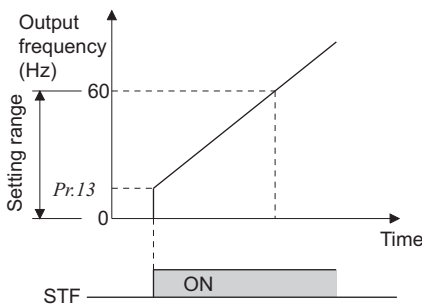 Output
frequency
(Hz)
Setting range
60
Pr.13
0
Time
STF
ON